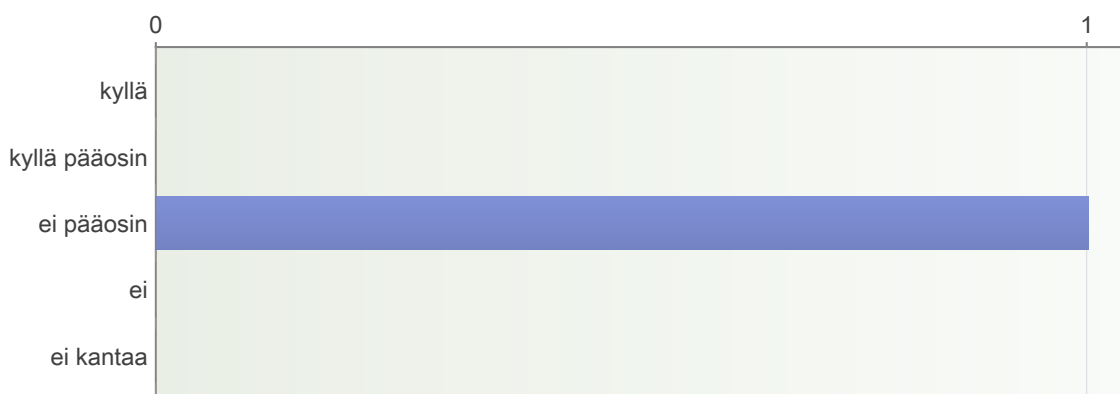 0 1
kyllä
kyllä pääosin
ei pääosin
ei
ei kantaa